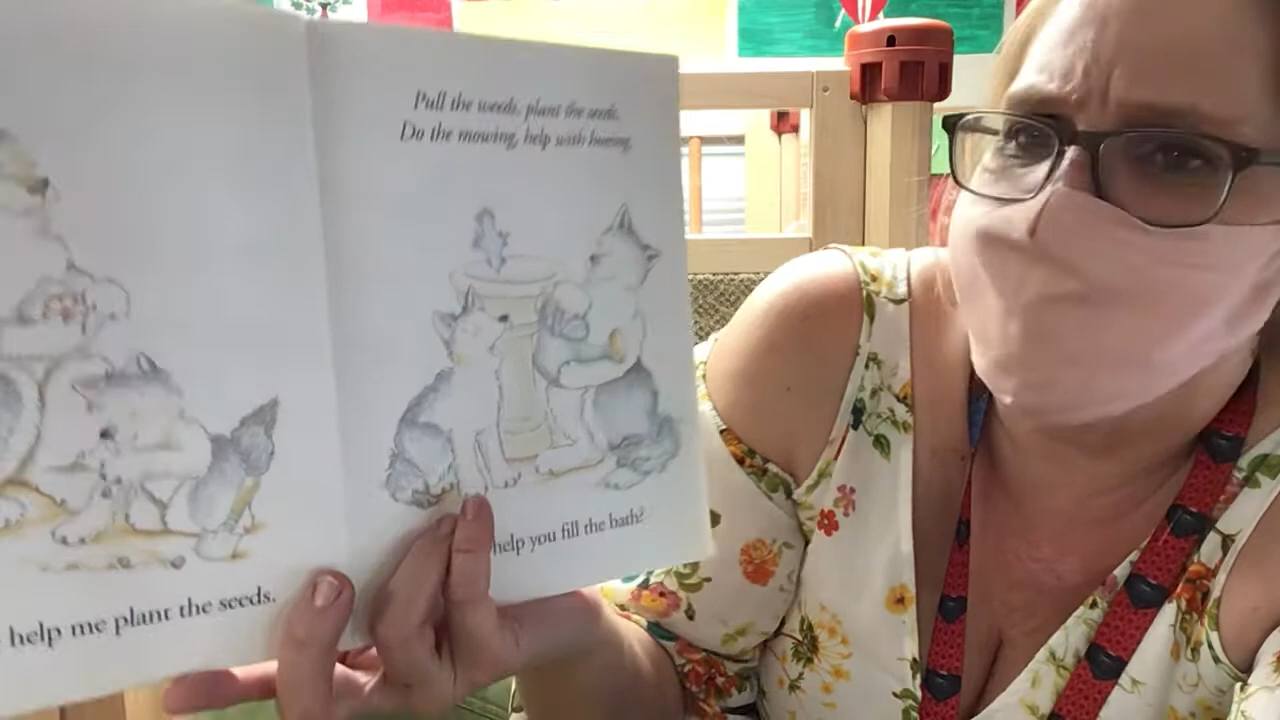 help me plant the seeds.
Pull the weeds, plant the seeds.
Do the mowing, help with hoeing.
help you fill the bath?